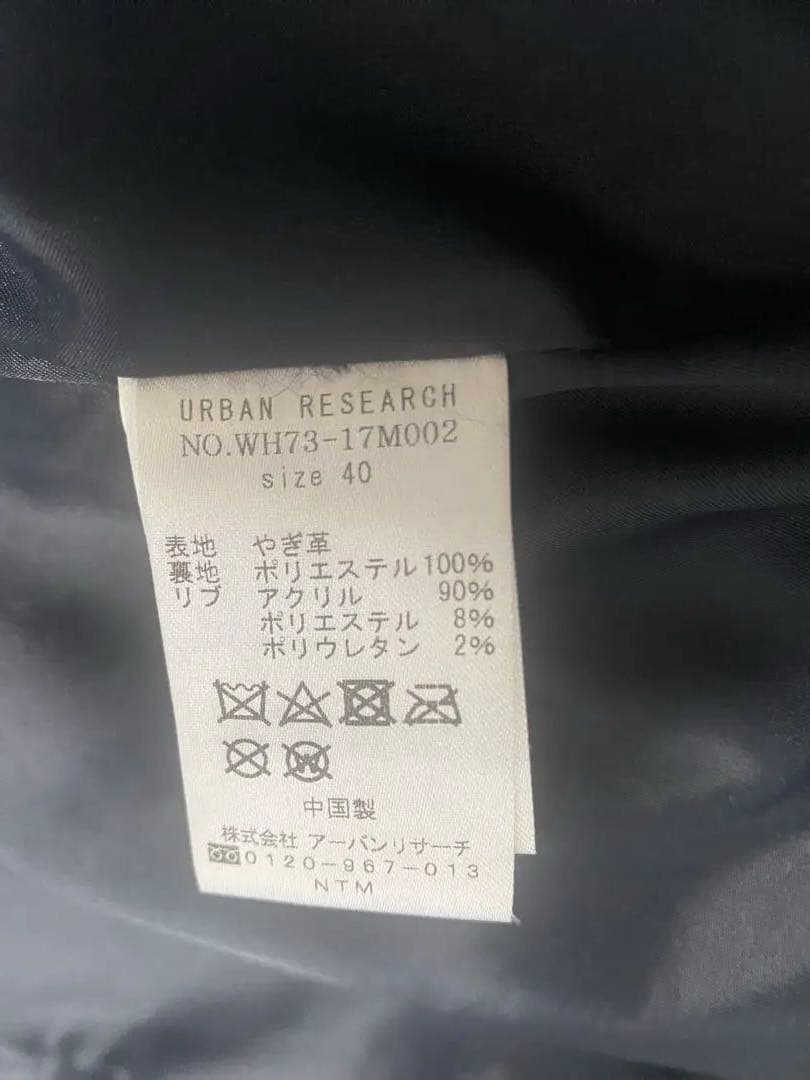 URBAN RESEARCH
NO.WH73-17M002
size 40
表地 やぎ革
裏地 ポリエステル 100%
リブ アクリル 90%
ポリエステル 8%
ポリウレタン 2%
中国製
株式会社 アーバンリサーチ
0120-967-013
NTM